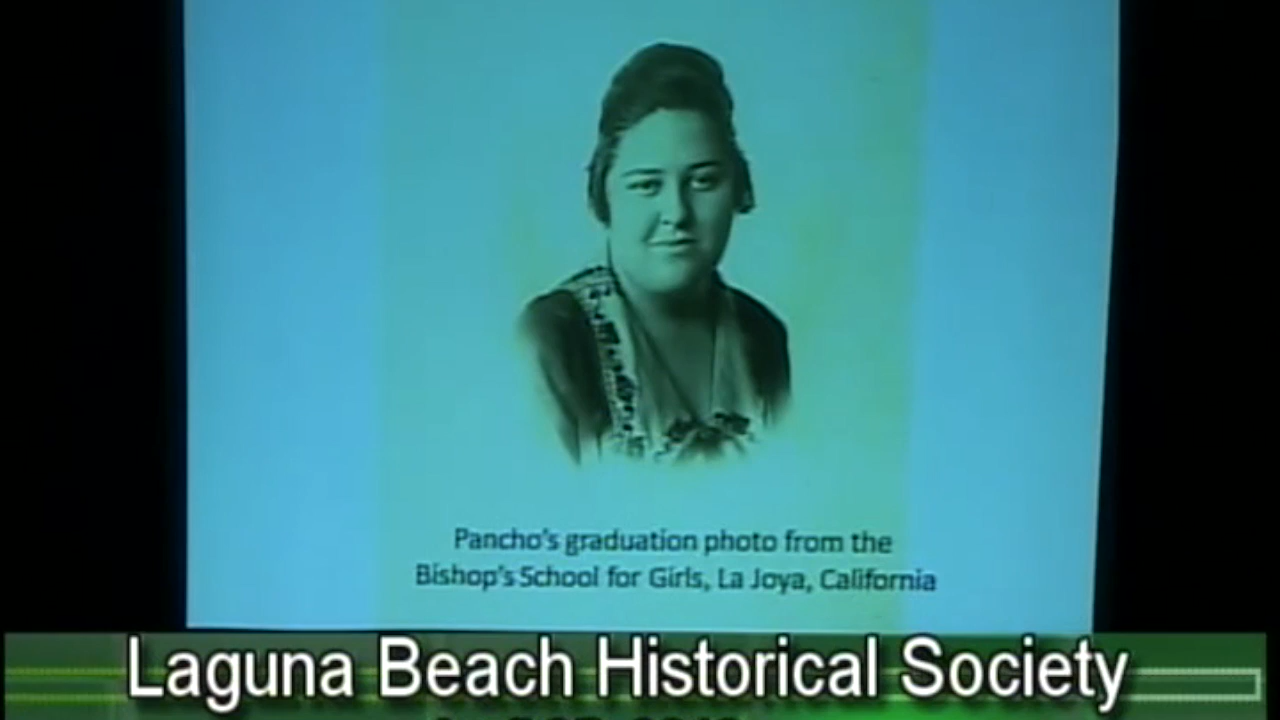 Pancho's graduation photo from the
Bishop's School for Girls, La Joya, California
Laguna Beach Historical Society